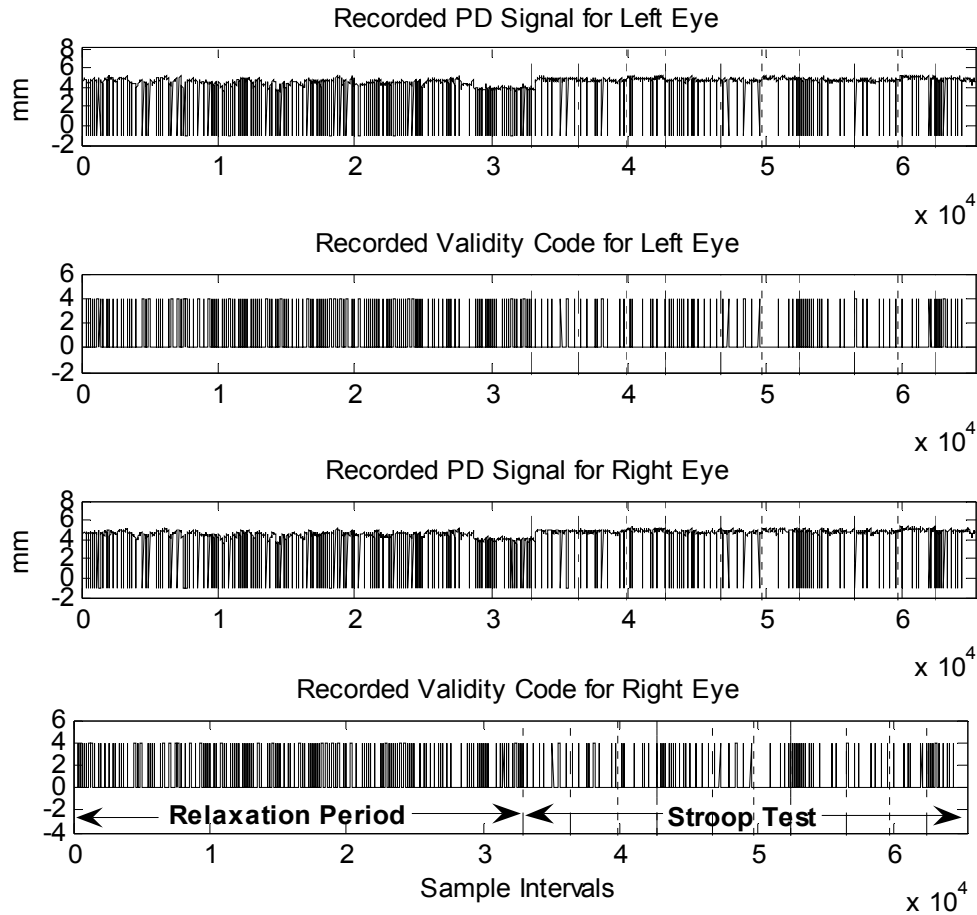 Recorded PD Signal for Left Eye
8
6
4
2
0
-2
mm
0 1 2 3 4 5 6
x 10^4
Recorded Validity Code for Left Eye
6
4
2
0
-2
0 1 2 3 4 5 6
x 10^4
Recorded PD Signal for Right Eye
8
6
4
2
0
-2
mm
0 1 2 3 4 5 6
x 10^4
Recorded Validity Code for Right Eye
6
4
2
0
-2
-4
Relaxation Period Stroop Test
0 1 2 3 4 5 6
Sample Intervals
x 10^4